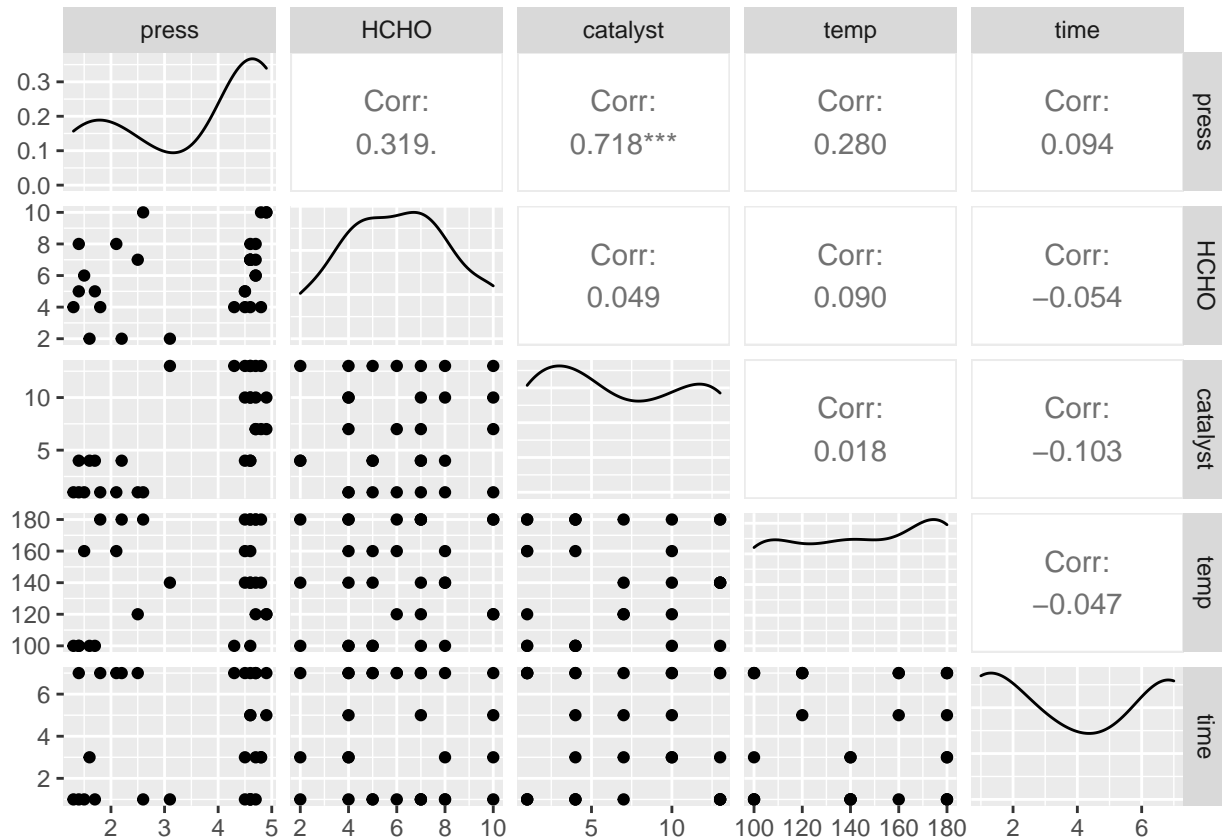 press HCHO catalyst temp time
0.3
0.2
0.1
0.0
Corr:
0.319.
Corr:
0.718***
Corr:
0.280
Corr:
0.094
press
10
8
6
4
2
Corr:
0.049
Corr:
0.090
Corr:
−0.054
HCHO
10
5
Corr:
0.018
Corr:
−0.103
catalyst
180
160
140
120
100
Corr:
−0.047
temp
6
4
2
time
2 3 4 5 2 4 6 8 10 5 10 100 120 140 160 180 2 4 6